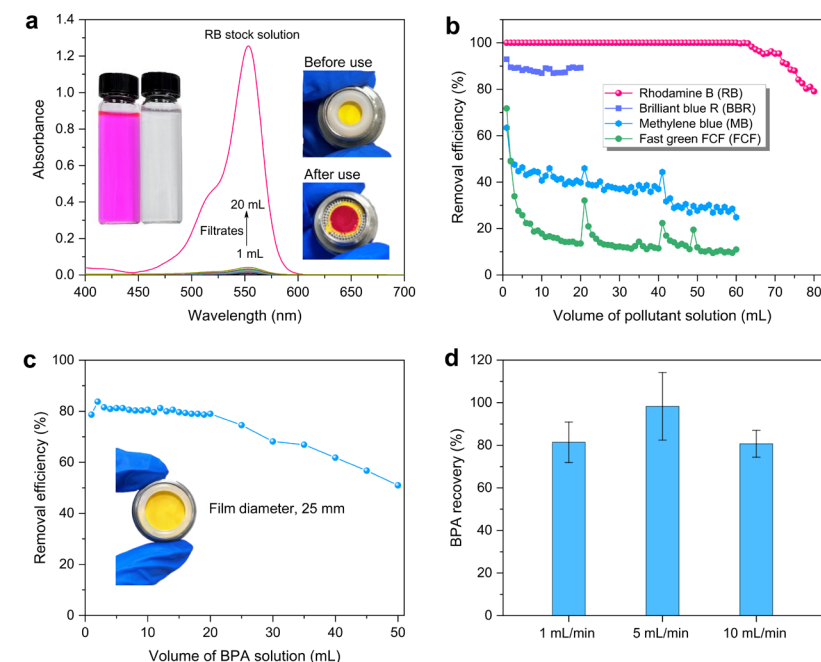 a
1.4
1.2
1.0
0.8
0.6
0.4
0.2
0.0
Absorbance
400 450 500 550 600 650 700
Wavelength (nm)
RB stock solution
Before use
After use
20 mL
Filtrates
1 mL
b
100
80
60
40
20
0
Removal efficiency (%)
0 10 20 30 40 50 60 70 80
Volume of pollutant solution (mL)
Rhodamine B (RB)
Brilliant blue R (BBR)
Methylene blue (MB)
Fast green FCF (FCF)
c
100
80
60
40
20
0
Removal efficiency (%)
0 10 20 30 40 50
Volume of BPA solution (mL)
Film diameter, 25 mm
d
120
100
80
60
40
20
0
BPA recovery (%)
1 mL/min 5 mL/min 10 mL/min